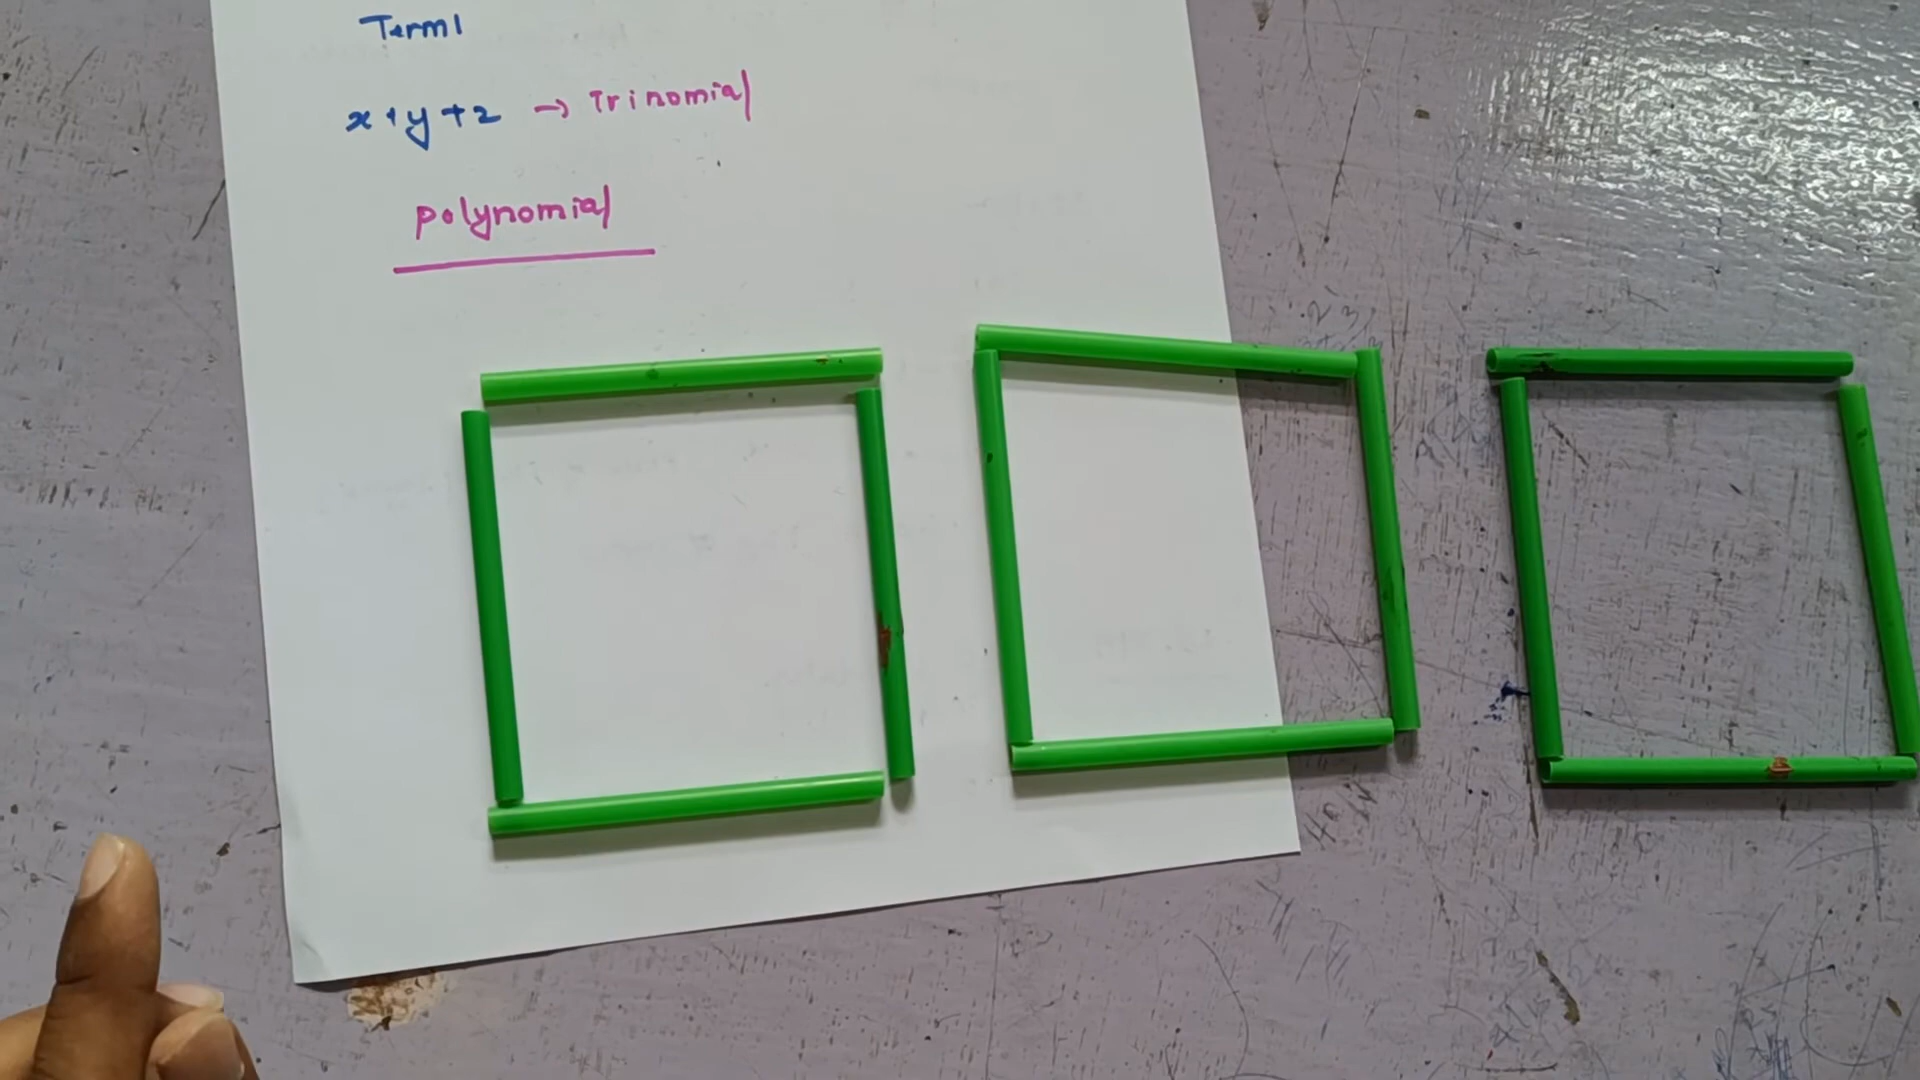 Term1
x+y+z → Trinomial
polynomial